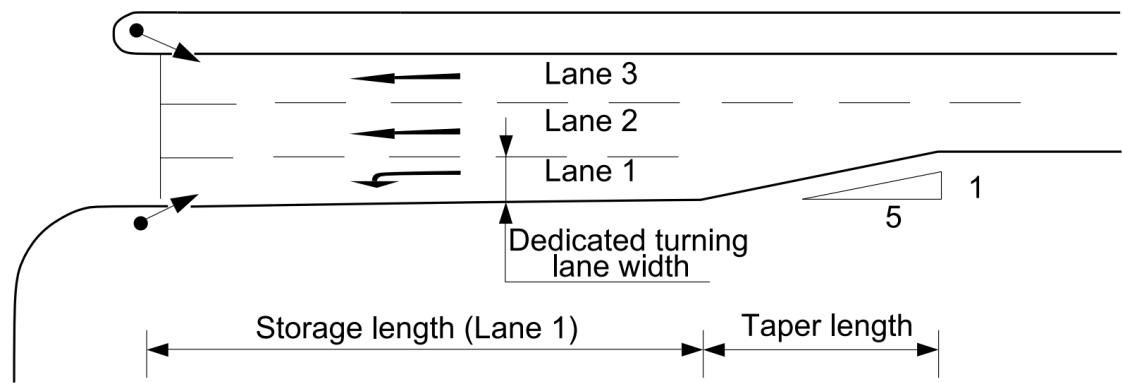 Lane 3
Lane 2
Lane 1
1
5
Dedicated turning
lane width
Storage length (Lane 1)
Taper length